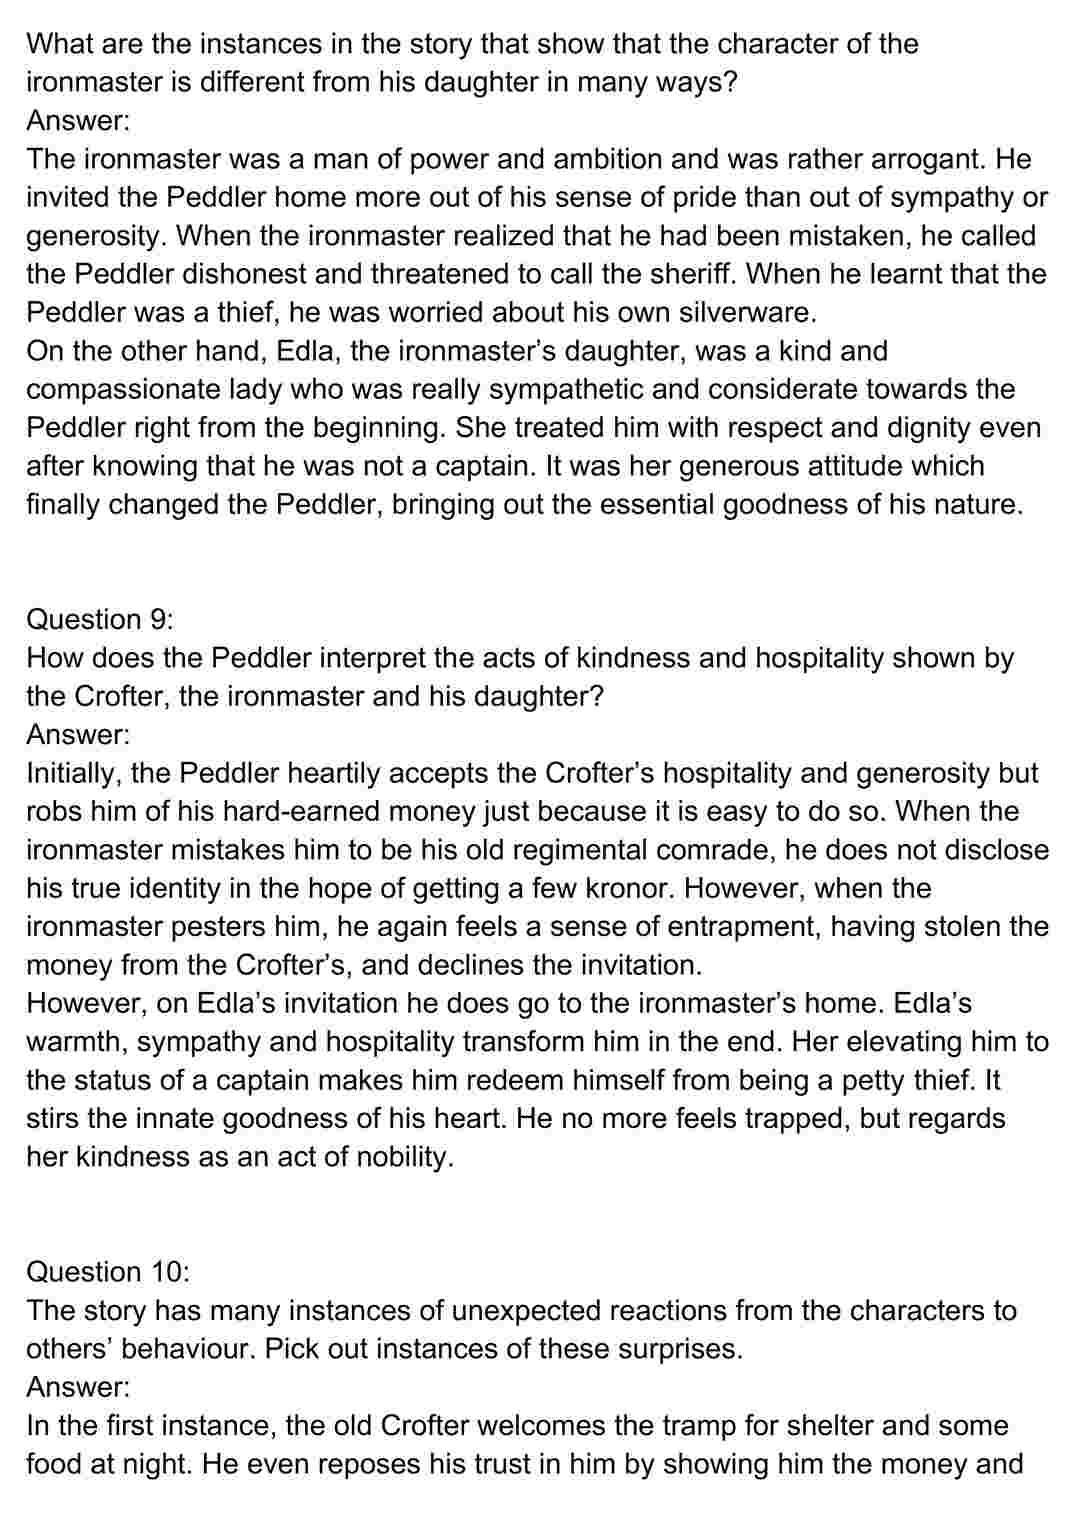 What are the instances in the story that show that the character of the
ironmaster is different from his daughter in many ways?
Answer:
The ironmaster was a man of power and ambition and was rather arrogant. He
invited the Peddler home more out of his sense of pride than out of sympathy or
generosity. When the ironmaster realized that he had been mistaken, he called
the Peddler dishonest and threatened to call the sheriff. When he learnt that the
Peddler was a thief, he was worried about his own silverware.
On the other hand, Edla, the ironmaster’s daughter, was a kind and
compassionate lady who was really sympathetic and considerate towards the
Peddler right from the beginning. She treated him with respect and dignity even
after knowing that he was not a captain. It was her generous attitude which
finally changed the Peddler, bringing out the essential goodness of his nature.
Question 9:
How does the Peddler interpret the acts of kindness and hospitality shown by
the Crofter, the ironmaster and his daughter?
Answer:
Initially, the Peddler heartily accepts the Crofter’s hospitality and generosity but
robs him of his hard-earned money just because it is easy to do so. When the
ironmaster mistakes him to be his old regimental comrade, he does not disclose
his true identity in the hope of getting a few kronor. However, when the
ironmaster pesters him, he again feels a sense of entrapment, having stolen the
money from the Crofter’s, and declines the invitation.
However, on Edla’s invitation he does go to the ironmaster’s home. Edla’s
warmth, sympathy and hospitality transform him in the end. Her elevating him to
the status of a captain makes him redeem himself from being a petty thief. It
stirs the innate goodness of his heart. He no more feels trapped, but regards
her kindness as an act of nobility.
Question 10:
The story has many instances of unexpected reactions from the characters to
others’ behaviour. Pick out instances of these surprises.
Answer:
In the first instance, the old Crofter welcomes the tramp for shelter and some
food at night. He even reposes his trust in him by showing him the money and